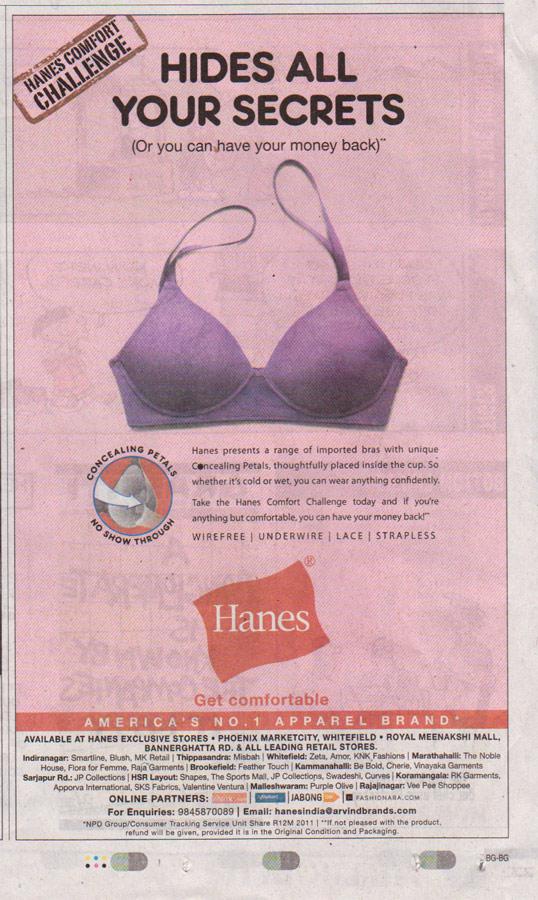 HANES COMFORT
CHALLENGE
HIDES ALL
YOUR SECRETS
(Or you can have your money back)**
CONCEALING PETALS
NO SHOW THROUGH
Hanes presents a range of imported bras with unique
Concealing Petals, thoughtfully placed inside the cup. So
whether it's cold or wet, you can wear anything confidently.
Take the Hanes Comfort Challenge today and if you're
anything but comfortable, you can have your money back!**
WIREFREE | UNDERWIRE | LACE | STRAPLESS
Hanes®
Get comfortable
AMERICA'S NO.1 APPAREL BRAND*
AVAILABLE AT HANES EXCLUSIVE STORES • PHOENIX MARKETCITY, WHITEFIELD • ROYAL MEENAKSHI MALL,
BANNERGHATTA RD. & ALL LEADING RETAIL STORES.
Indiranagar: Smartline, Blush, MK Retail | Thippasandra: Misbah | Whitefield: Zeta, Amor, KNK Fashions | Marathahalli: The Noble
House, Flora for Femme, Raja Garments | Brookefield: Feather Touch | Kammanahalli: Be Bold, Cherie, Vinayaka Garments
Sarjapur Rd.: JP Collections | HSR Layout: Shapes, The Sports Mall, JP Collections, Swadeshi, Curves | Koramangala: RK Garments,
Apporva International, SKS Fabrics, Valentine Ventura | Malleshwaram: Purple Olive | Rajajinagar: Vee Pee Shoppee
ONLINE PARTNERS: | JABONG | FASHIONARA.COM
For Enquiries: 9845870089 | Email: hanesindia@arvindbrands.com
*NPD Group/Consumer Tracking Service Unit Share R12M 2011 | **If not pleased with the product,
refund will be given, provided it is in the Original Condition and Packaging.
BG-BG